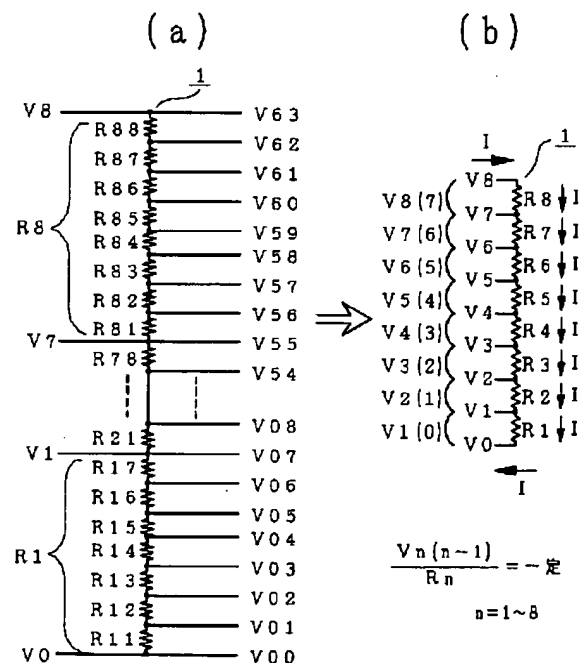 (a)
1
V8
V63
R88
V62
R87
V61
R86
V60
R8
R85
V59
R84
V58
R83
V57
R82
V56
R81
V7
V55
R78
V54
V08
R21
V1
V07
R17
V06
R16
V05
R15
V04
R1
R14
V03
R13
V02
R12
V01
R11
V0
V00
(b)
I
1
V8
V8(7)
R8
I
V7
V7(6)
R7
I
V6
V6(5)
R6
I
V5
V5(4)
R5
I
V4
V4(3)
R4
I
V3
V3(2)
R3
I
V2
V2(1)
R2
I
V1
V1(0)
R1
I
V0
I
Vn(n-1)
Rn
=一定
n=1~8